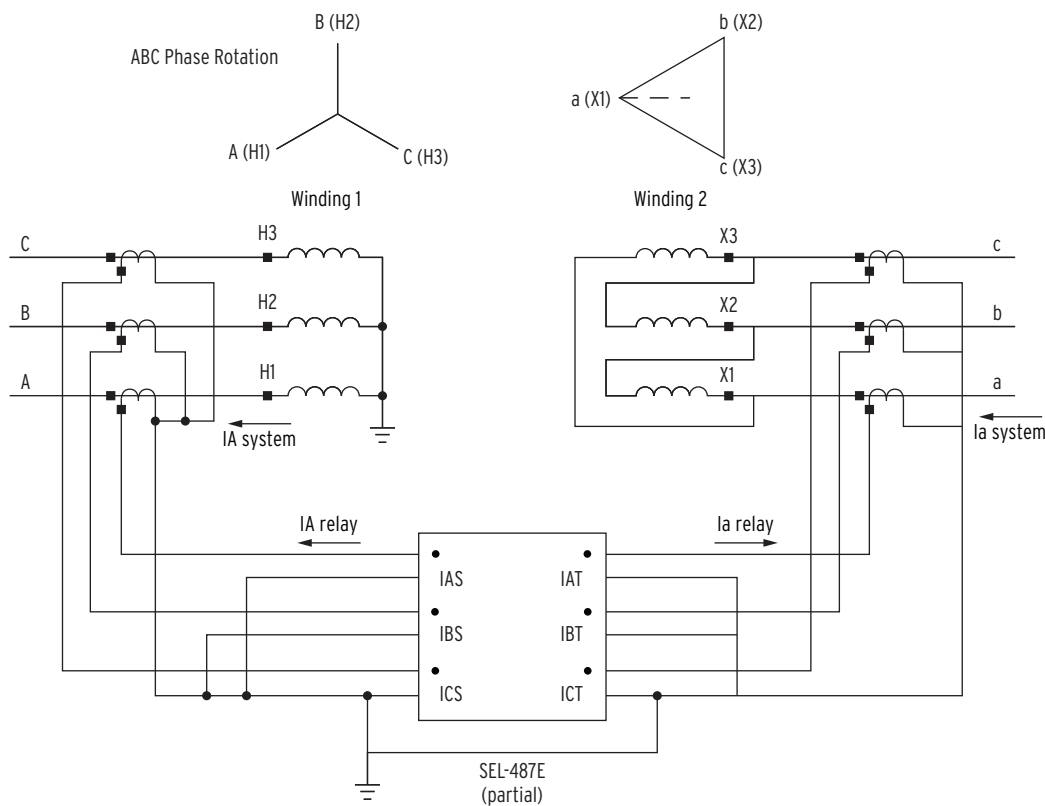 B (H2)
b (X2)
ABC Phase Rotation
a (X1)
A (H1)
C (H3)
c (X3)
Winding 1
Winding 2
C
H3
X3
c
B
H2
X2
b
A
H1
X1
a
IA system
Ia system
IA relay
Ia relay
IAS
IAT
IBS
IBT
ICS
ICT
SEL-487E
(partial)